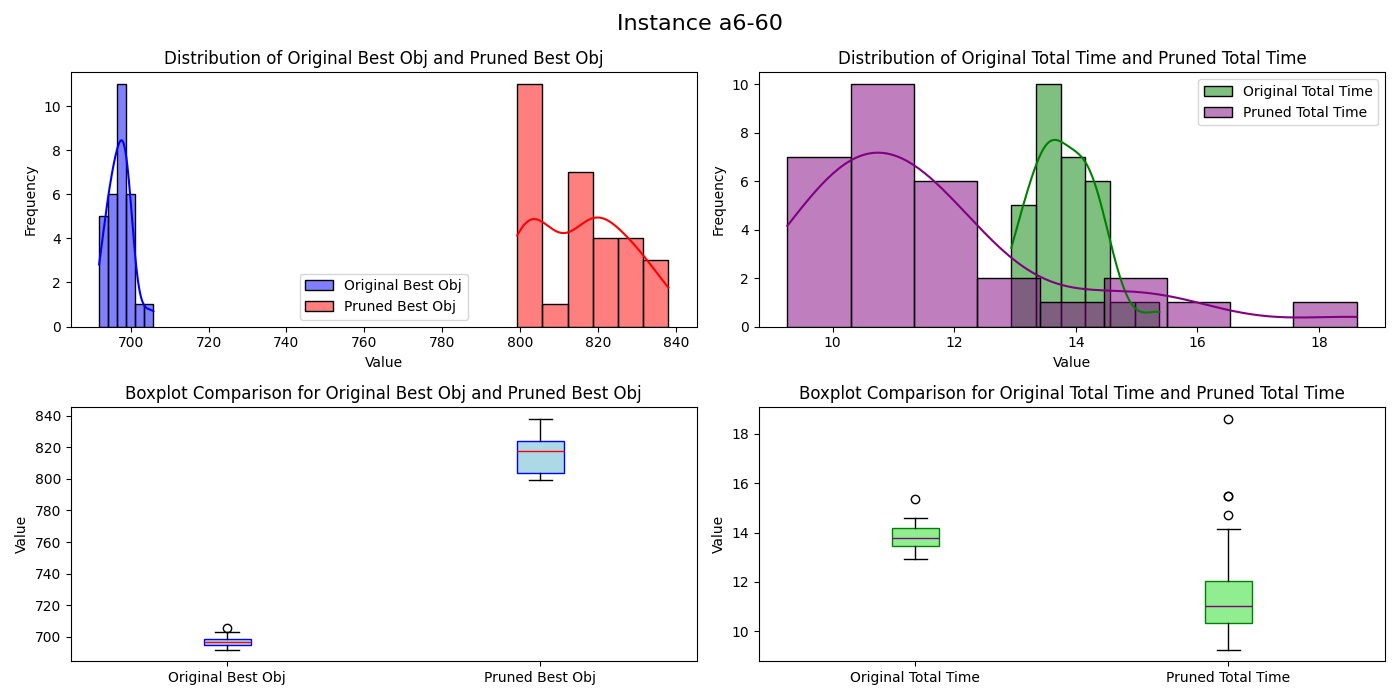 Instance a6-60
Distribution of Original Best Obj and Pruned Best Obj
Frequency
10
8
6
4
2
0
Original Best Obj
Pruned Best Obj
700 720 740 760 780 800 820 840
Value
Distribution of Original Total Time and Pruned Total Time
Frequency
10
8
6
4
2
0
Original Total Time
Pruned Total Time
10 12 14 16 18
Value
Boxplot Comparison for Original Best Obj and Pruned Best Obj
Value
840
820
800
780
760
740
720
700
Original Best Obj Pruned Best Obj
Boxplot Comparison for Original Total Time and Pruned Total Time
Value
18
16
14
12
10
Original Total Time Pruned Total Time